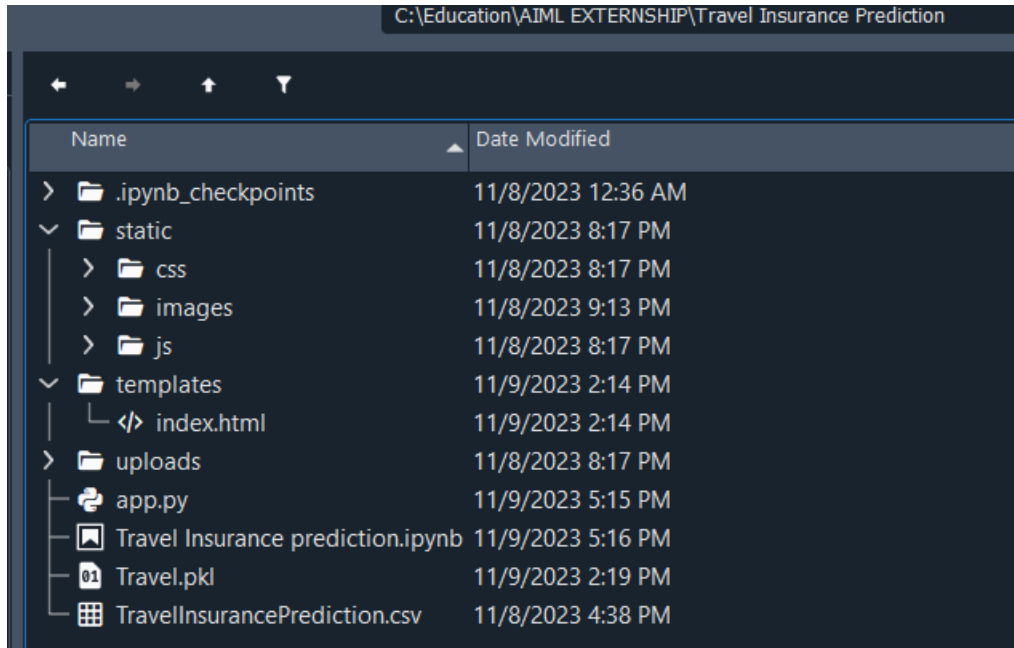 C:\Education\AIML EXTERNSHIP\Travel Insurance Prediction
Name Date Modified
.ipynb_checkpoints 11/8/2023 12:36 AM
static 11/8/2023 8:17 PM
css 11/8/2023 8:17 PM
images 11/8/2023 9:13 PM
js 11/8/2023 8:17 PM
templates 11/9/2023 2:14 PM
index.html 11/9/2023 2:14 PM
uploads 11/8/2023 8:17 PM
app.py 11/9/2023 5:15 PM
Travel Insurance prediction.ipynb 11/9/2023 5:16 PM
Travel.pkl 11/9/2023 2:19 PM
TravelInsurancePrediction.csv 11/8/2023 4:38 PM